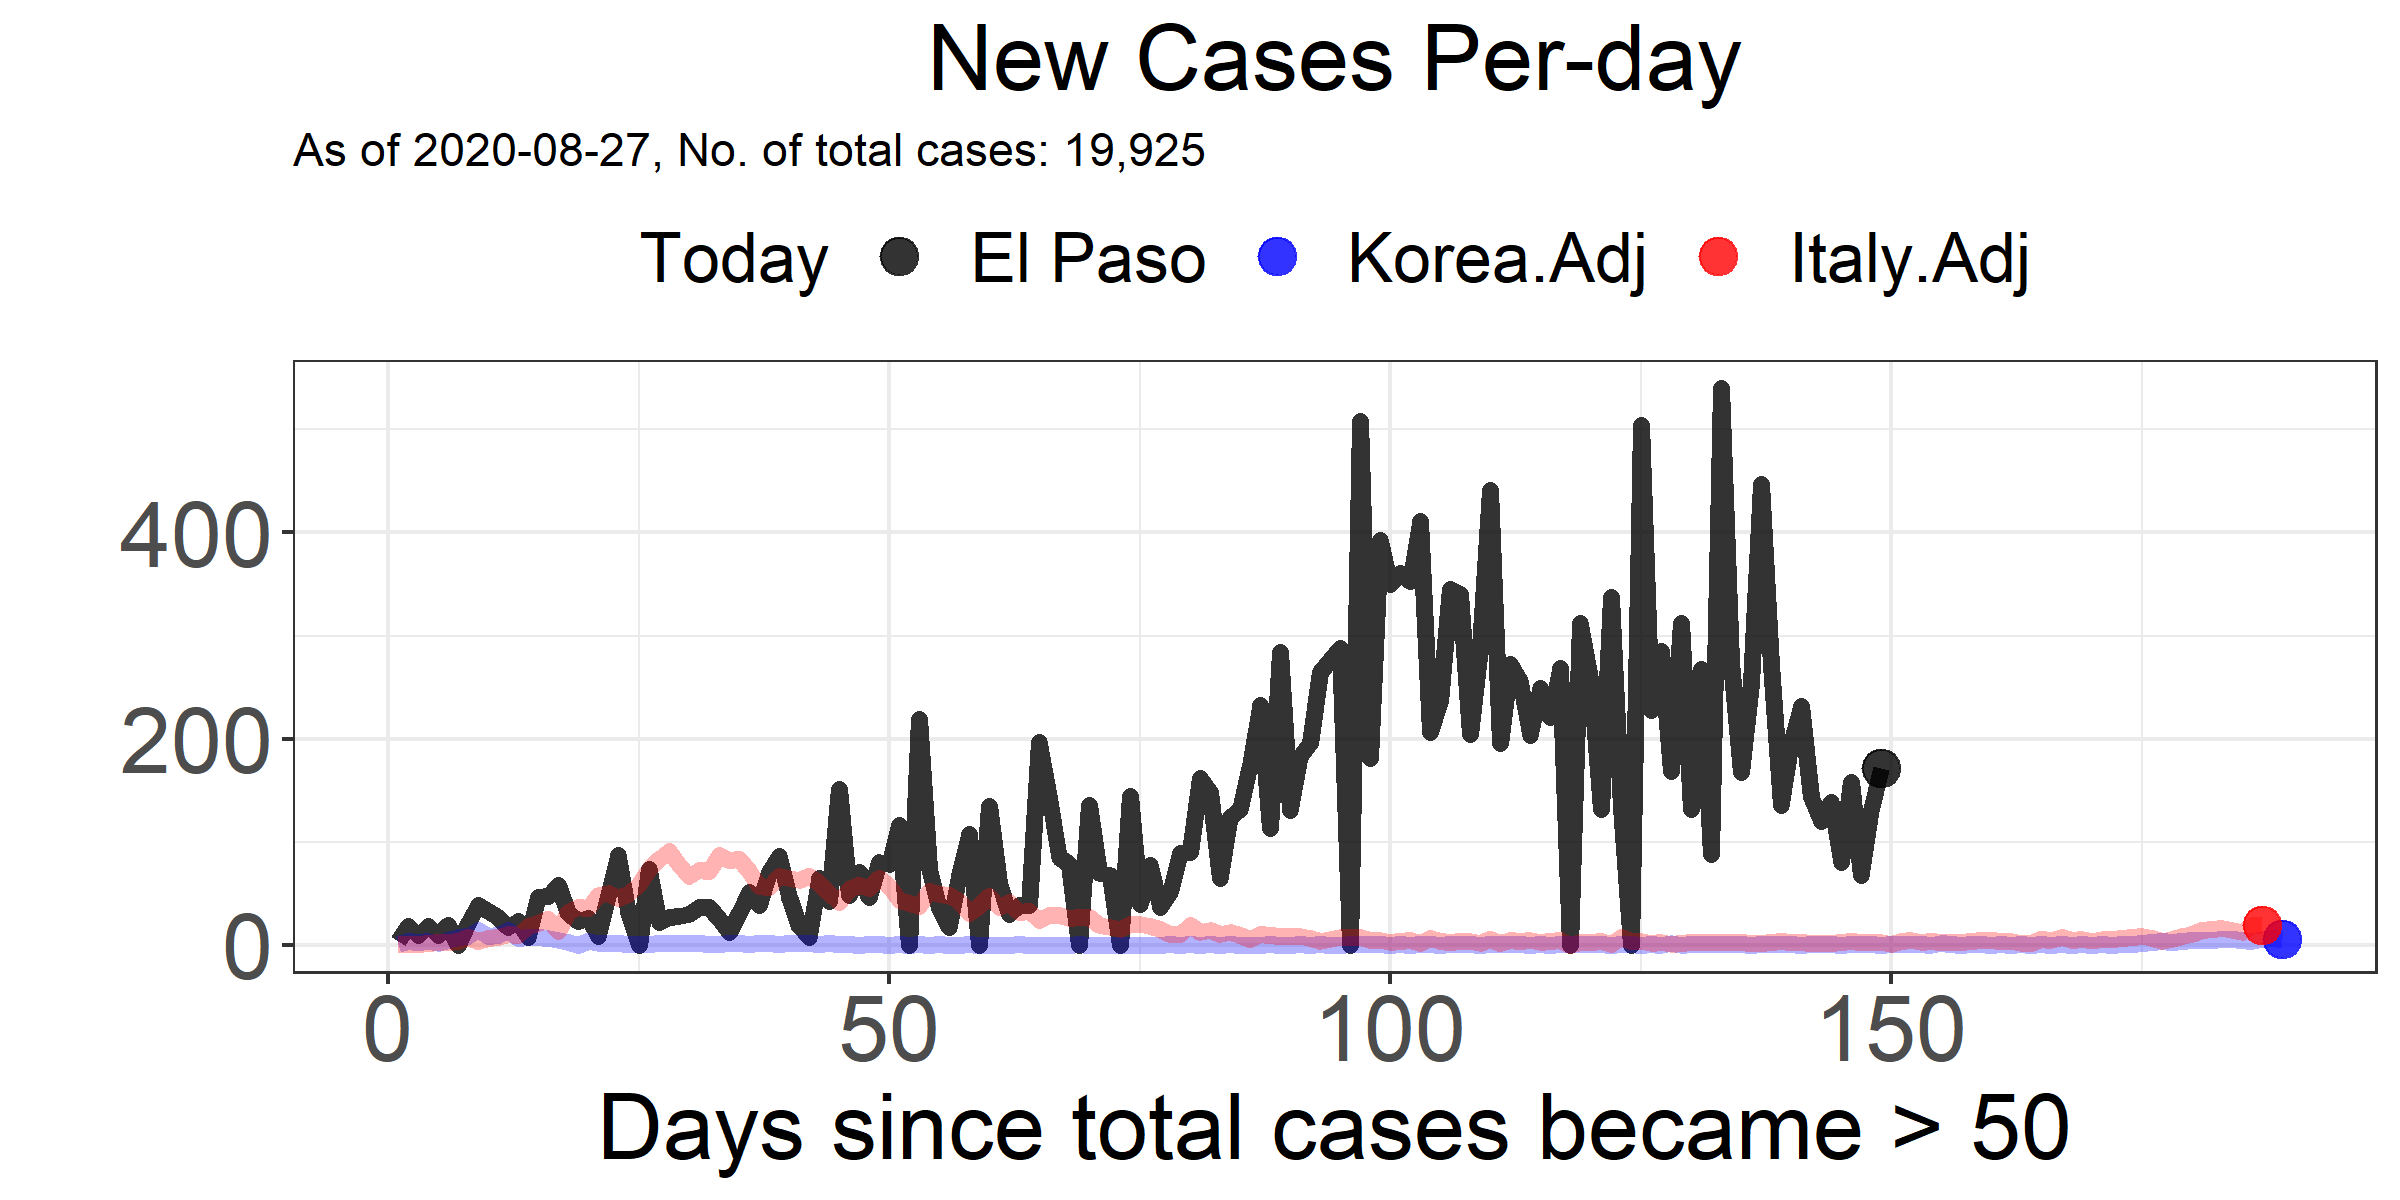 New Cases Per-day
As of 2020-08-27, No. of total cases: 19,925
Today El Paso Korea.Adj Italy.Adj
400
200
0
0 50 100 150
Days since total cases became > 50